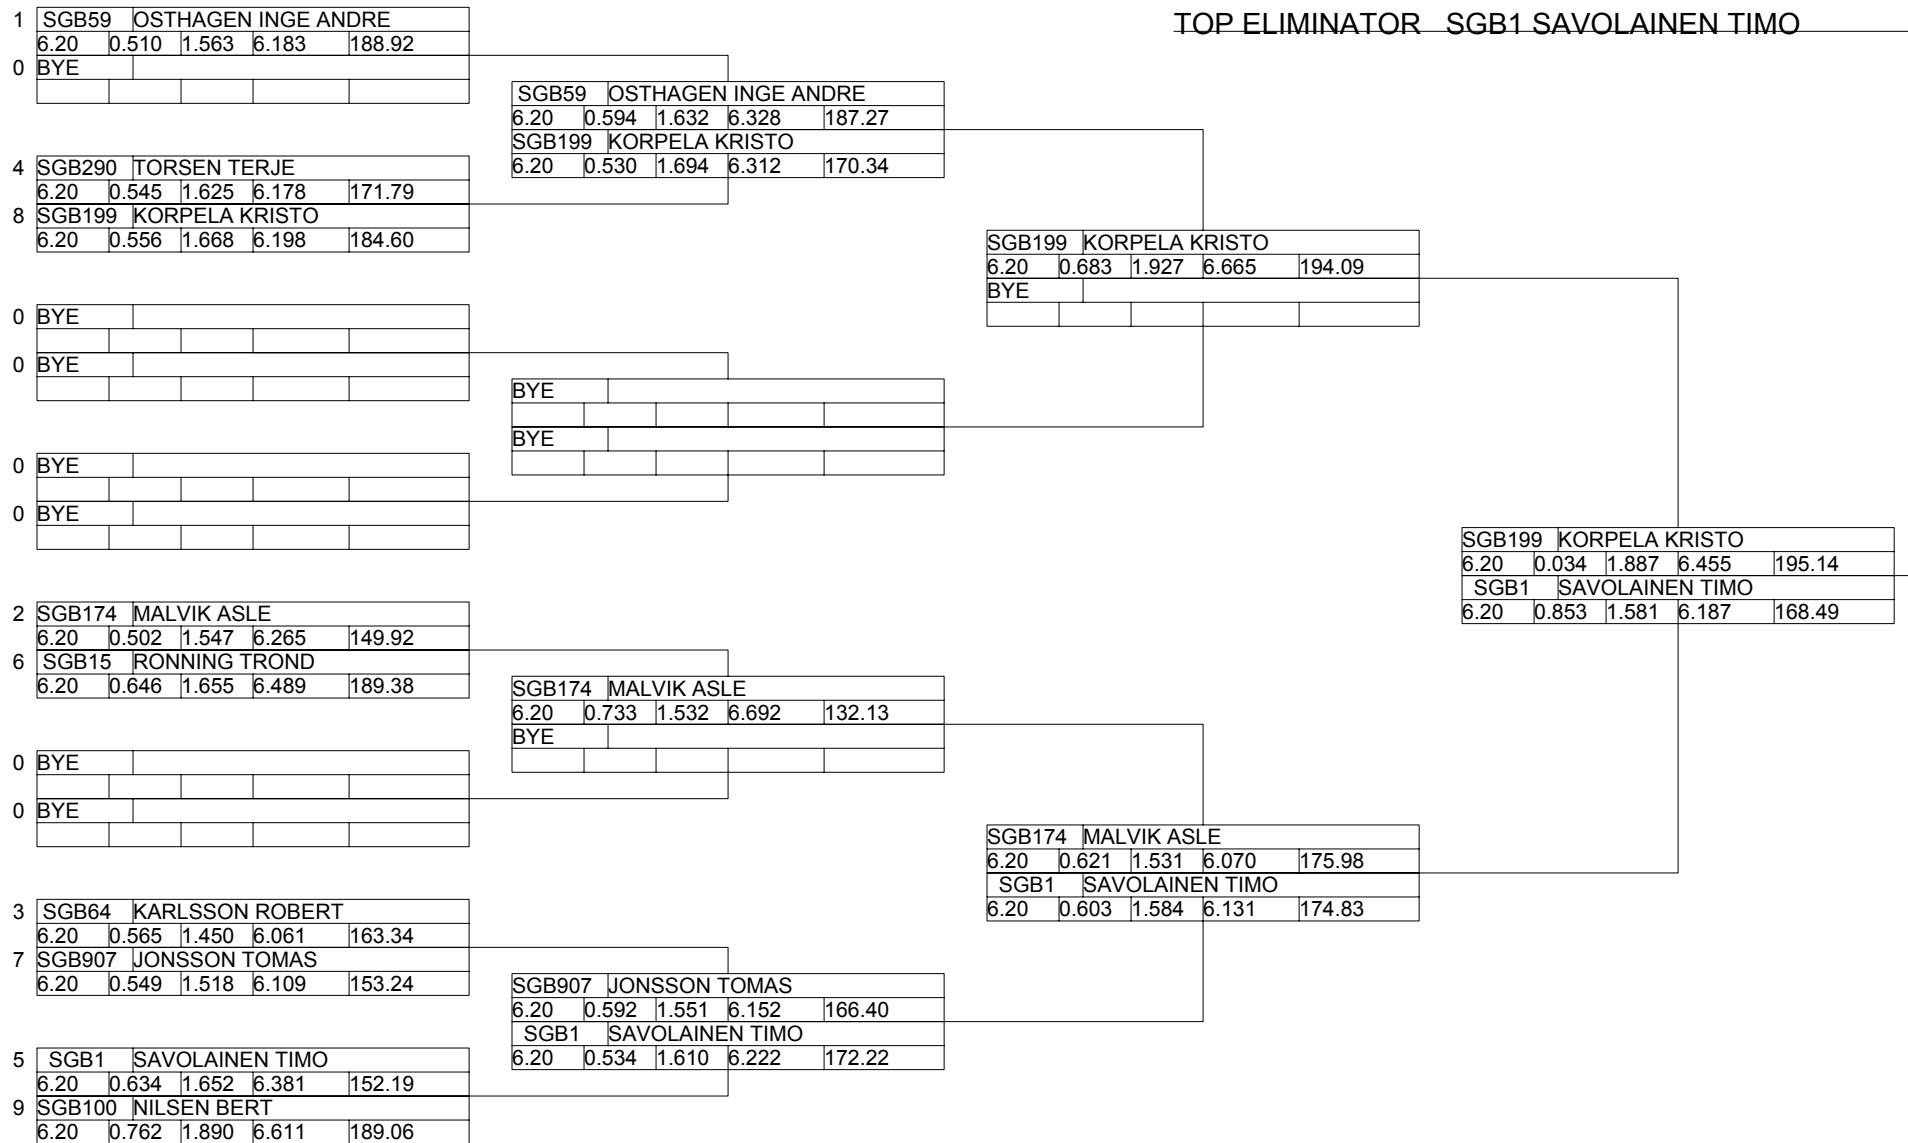 TOP ELIMINATOR SGB1 SAVOLAINEN TIMO
1 SGB59 OSTHAGEN INGE ANDRE
6.20 0.510 1.563 6.183 188.92
0 BYE
4 SGB290 TORSEN TERJE
6.20 0.545 1.625 6.178 171.79
8 SGB199 KORPELA KRISTO
6.20 0.556 1.668 6.198 184.60
0 BYE
0 BYE
0 BYE
0 BYE
2 SGB174 MALVIK ASLE
6.20 0.502 1.547 6.265 149.92
6 SGB15 RONNING TROND
6.20 0.646 1.655 6.489 189.38
0 BYE
0 BYE
3 SGB64 KARLSSON ROBERT
6.20 0.565 1.450 6.061 163.34
7 SGB907 JONSSON TOMAS
6.20 0.549 1.518 6.109 153.24
5 SGB1 SAVOLAINEN TIMO
6.20 0.634 1.652 6.381 152.19
9 SGB100 NILSEN BERT
6.20 0.762 1.890 6.611 189.06
SGB59 OSTHAGEN INGE ANDRE
6.20 0.594 1.632 6.328 187.27
SGB199 KORPELA KRISTO
6.20 0.530 1.694 6.312 170.34
BYE
BYE
SGB174 MALVIK ASLE
6.20 0.733 1.532 6.692 132.13
BYE
SGB907 JONSSON TOMAS
6.20 0.592 1.551 6.152 166.40
SGB1 SAVOLAINEN TIMO
6.20 0.534 1.610 6.222 172.22
SGB199 KORPELA KRISTO
6.20 0.683 1.927 6.665 194.09
BYE
SGB174 MALVIK ASLE
6.20 0.621 1.531 6.070 175.98
SGB1 SAVOLAINEN TIMO
6.20 0.603 1.584 6.131 174.83
SGB199 KORPELA KRISTO
6.20 0.034 1.887 6.455 195.14
SGB1 SAVOLAINEN TIMO
6.20 0.853 1.581 6.187 168.49